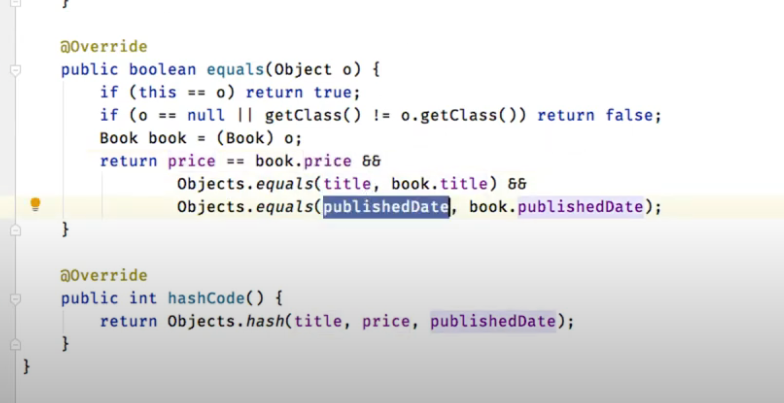 }
@Override
public boolean equals(Object o) {
if (this == o) return true;
if (o == null || getClass() != o.getClass()) return false;
Book book = (Book) o;
return price == book.price &&
Objects.equals(title, book.title) &&
Objects.equals(publishedDate, book.publishedDate);
}
@Override
public int hashCode() {
return Objects.hash(title, price, publishedDate);
}
}